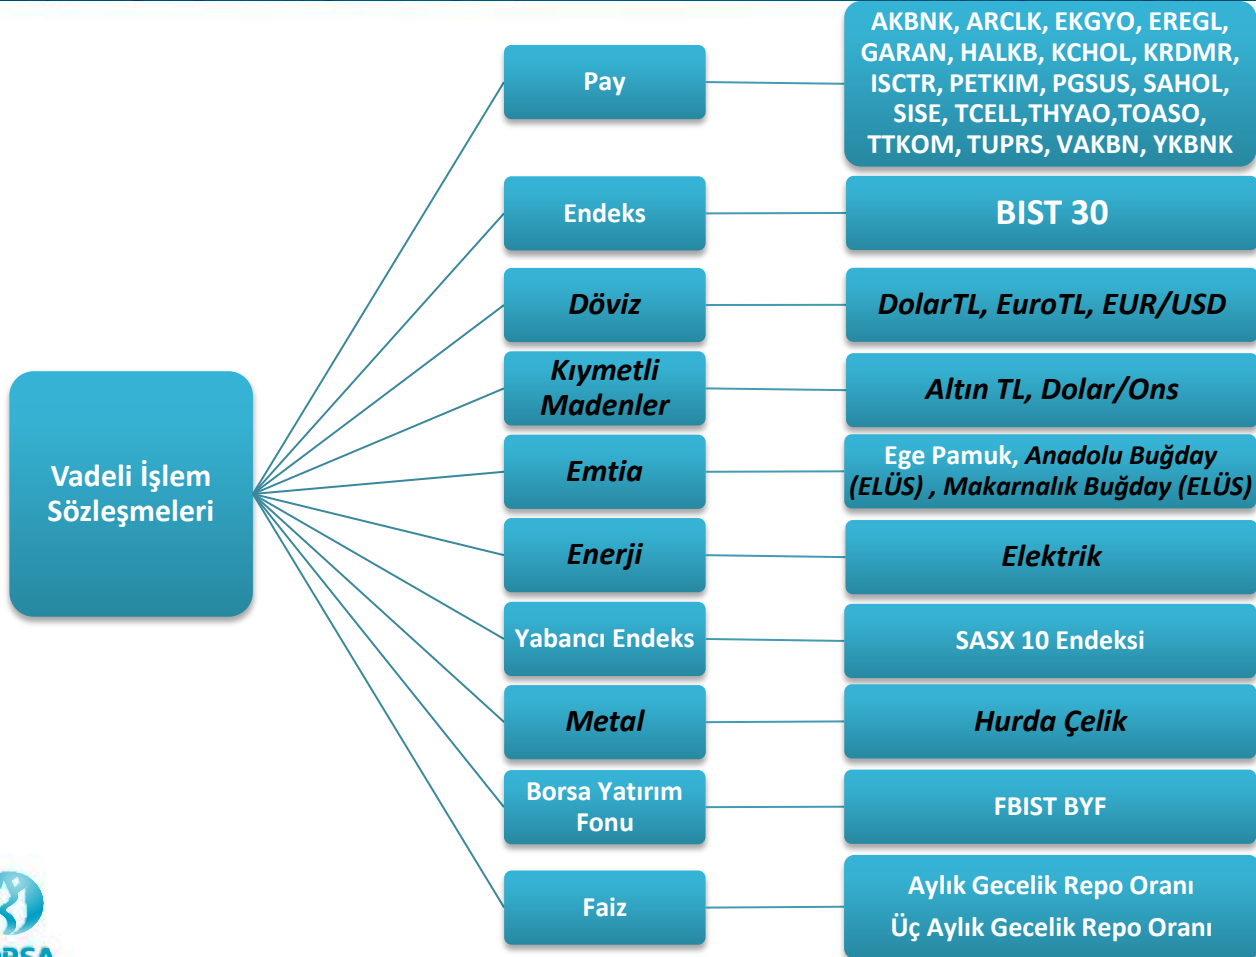 Vadeli İşlem
Sözleşmeleri
Pay
AKBNK, ARCLK, EKGYO, EREGL,
GARAN, HALKB, KCHOL, KRDMR,
ISCTR, PETKIM, PGSUS, SAHOL,
SISE, TCELL,THYAO,TOASO,
TTKOM, TUPRS, VAKBN, YKBNK
Endeks
BIST 30
Döviz
DolarTL, EuroTL, EUR/USD
Kıymetli
Madenler
Altın TL, Dolar/Ons
Emtia
Ege Pamuk, Anadolu Buğday
(ELÜS) , Makarnalık Buğday (ELÜS)
Enerji
Elektrik
Yabancı Endeks
SASX 10 Endeksi
Metal
Hurda Çelik
Borsa Yatırım
Fonu
FBIST BYF
Faiz
Aylık Gecelik Repo Oranı
Üç Aylık Gecelik Repo Oranı